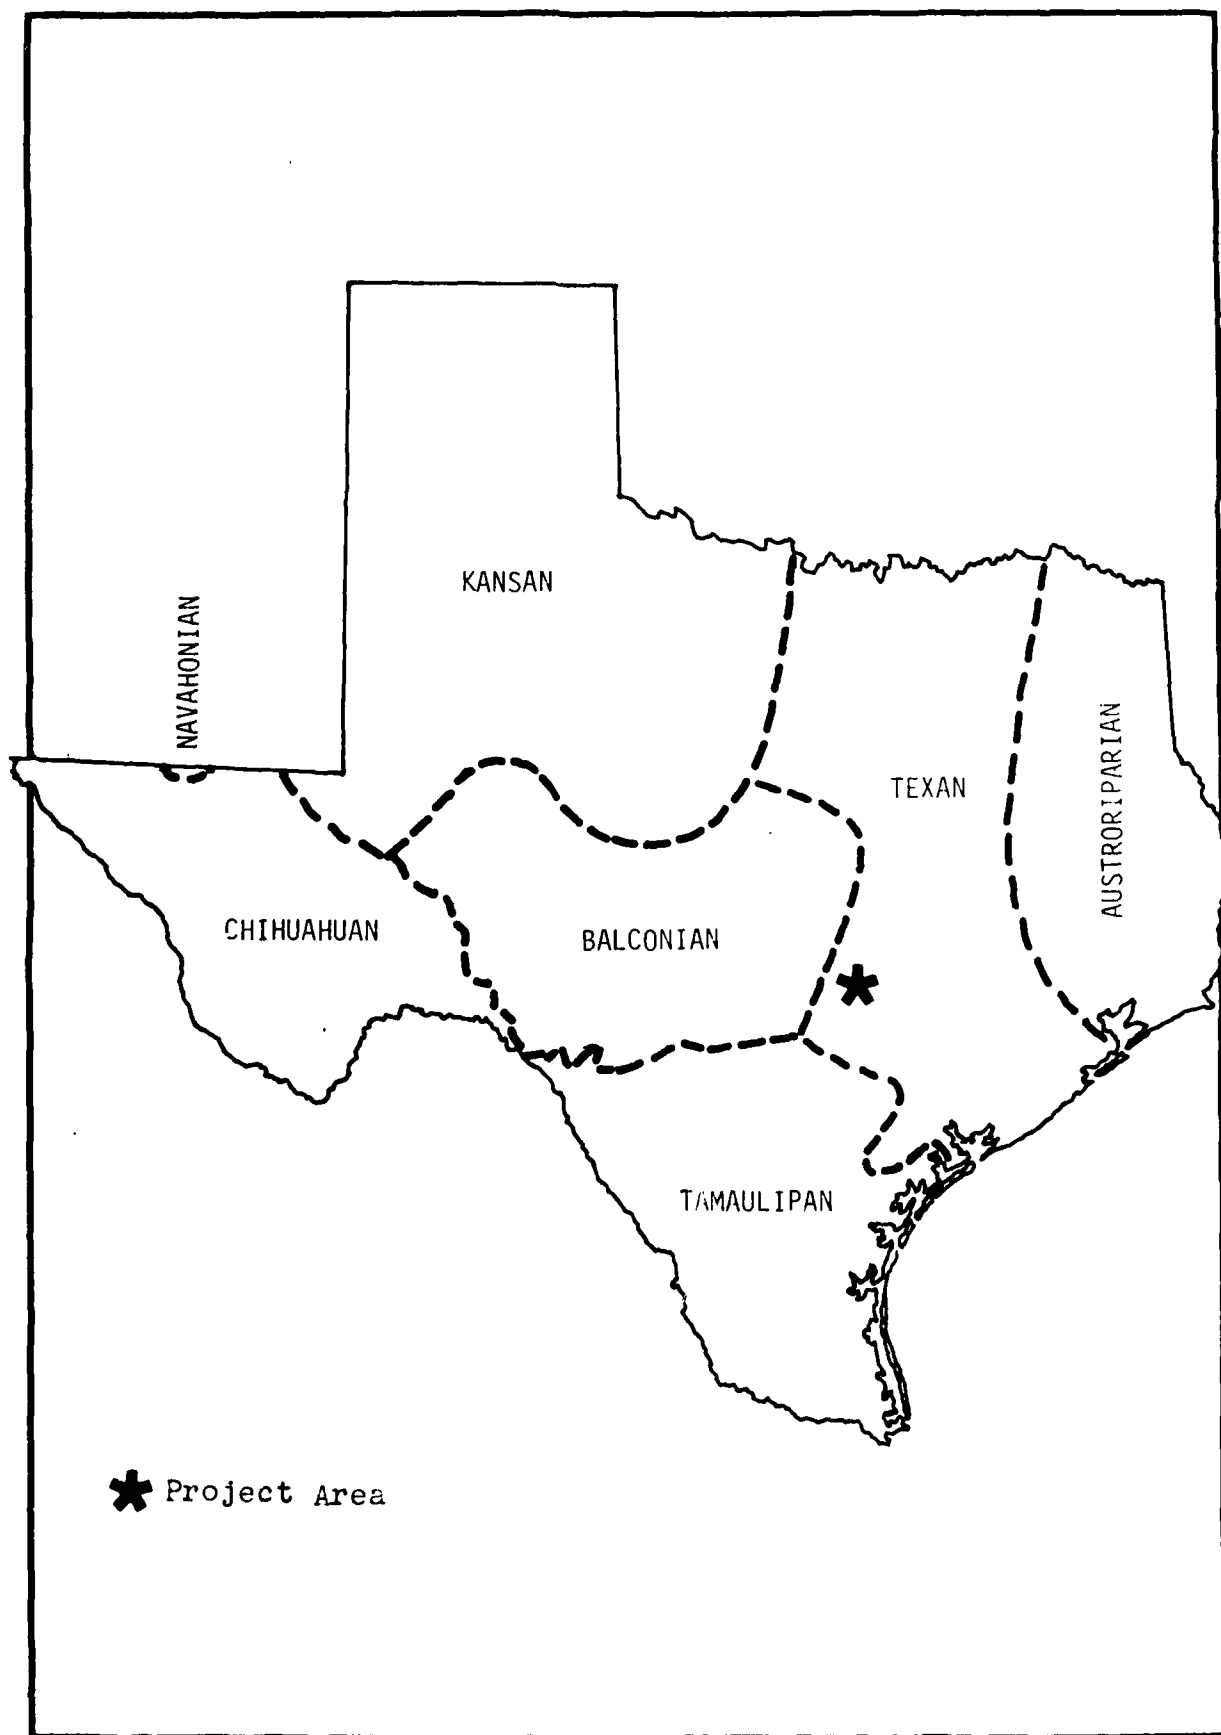 KANSAN
NAVAHONIAN
TEXAN
AUSTRORIPARIAN
CHIHUAHUAN
BALCONIAN
TAMAULIPAN
* Project Area